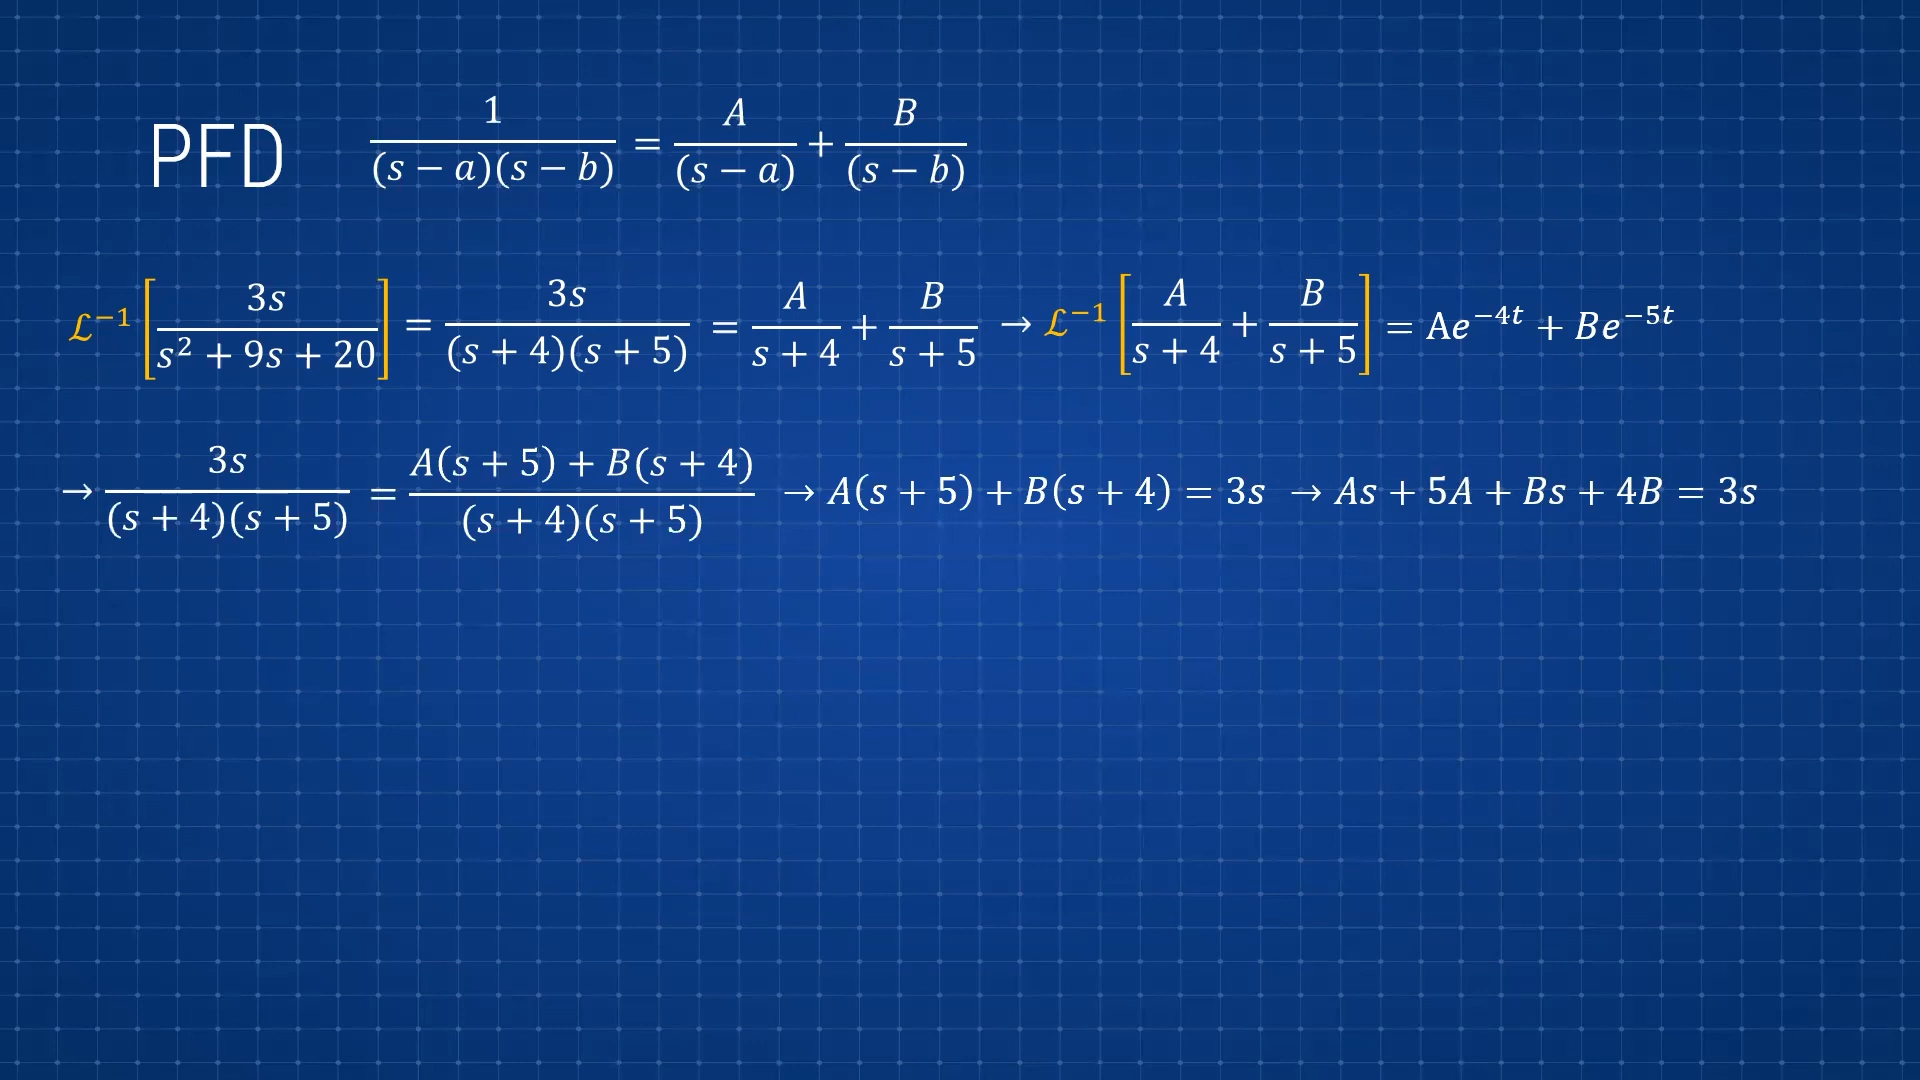 PFD 1/((s − a)(s − b)) = A/(s − a) + B/(s − b)
ℒ⁻¹[3s/(s² + 9s + 20)] = 3s/((s + 4)(s + 5)) = A/(s + 4) + B/(s + 5) → ℒ⁻¹[A/(s + 4) + B/(s + 5)] = Ae⁻⁴ᵗ + Be⁻⁵ᵗ
→ 3s/((s + 4)(s + 5)) = (A(s + 5) + B(s + 4))/((s + 4)(s + 5)) → A(s + 5) + B(s + 4) = 3s → As + 5A + Bs + 4B = 3s